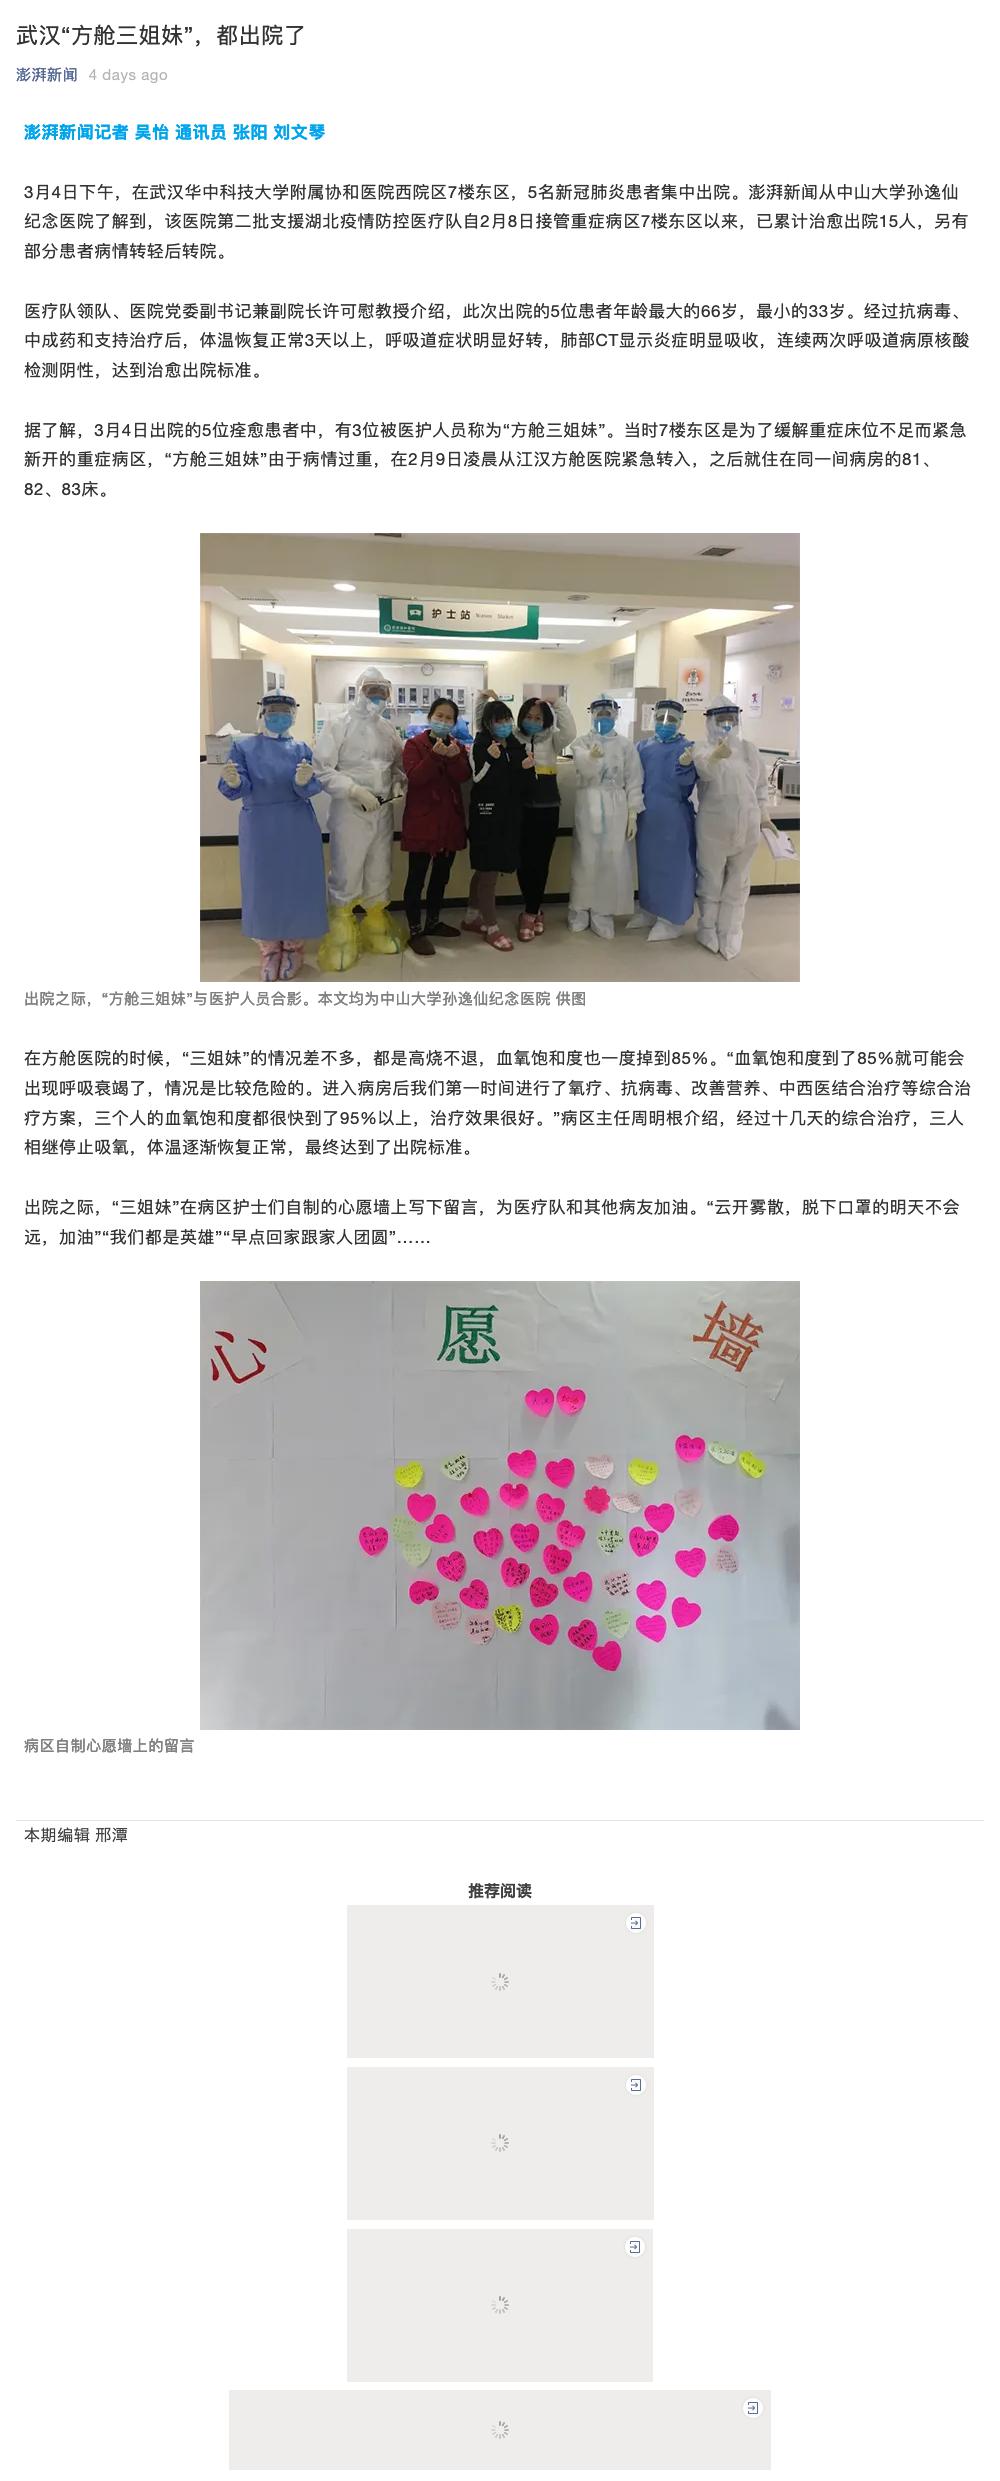 武汉“方舱三姐妹”，都出院了
澎湃新闻 4 days ago
澎湃新闻记者 吴怡 通讯员 张阳 刘文琴
3月4日下午，在武汉华中科技大学附属协和医院西院区7楼东区，5名新冠肺炎患者集中出院。澎湃新闻从中山大学孙逸仙
纪念医院了解到，该医院第二批支援湖北疫情防控医疗队自2月8日接管重症病区7楼东区以来，已累计治愈出院15人，另有
部分患者病情转轻后转院。
医疗队领队、医院党委副书记兼副院长许可慰教授介绍，此次出院的5位患者年龄最大的66岁，最小的33岁。经过抗病毒、
中成药和支持治疗后，体温恢复正常3天以上，呼吸道症状明显好转，肺部CT显示炎症明显吸收，连续两次呼吸道病原核酸
检测阴性，达到治愈出院标准。
据了解，3月4日出院的5位痊愈患者中，有3位被医护人员称为“方舱三姐妹”。当时7楼东区是为了缓解重症床位不足而紧急
新开的重症病区，“方舱三姐妹”由于病情过重，在2月9日凌晨从江汉方舱医院紧急转入，之后就住在同一间病房的81、
82、83床。
护士站 Nurses Station
出院之际，“方舱三姐妹”与医护人员合影。本文均为中山大学孙逸仙纪念医院 供图
在方舱医院的时候，“三姐妹”的情况差不多，都是高烧不退，血氧饱和度也一度掉到85%。“血氧饱和度到了85%就可能会
出现呼吸衰竭了，情况是比较危险的。进入病房后我们第一时间进行了氧疗、抗病毒、改善营养、中西医结合治疗等综合治
疗方案，三个人的血氧饱和度都很快到了95%以上，治疗效果很好。”病区主任周明根介绍，经过十几天的综合治疗，三人
相继停止吸氧，体温逐渐恢复正常，最终达到了出院标准。
出院之际，“三姐妹”在病区护士们自制的心愿墙上写下留言，为医疗队和其他病友加油。“云开雾散，脱下口罩的明天不会
远，加油”“我们都是英雄”“早点回家跟家人团圆”……
心愿墙
病区自制心愿墙上的留言
本期编辑 邢潭
推荐阅读